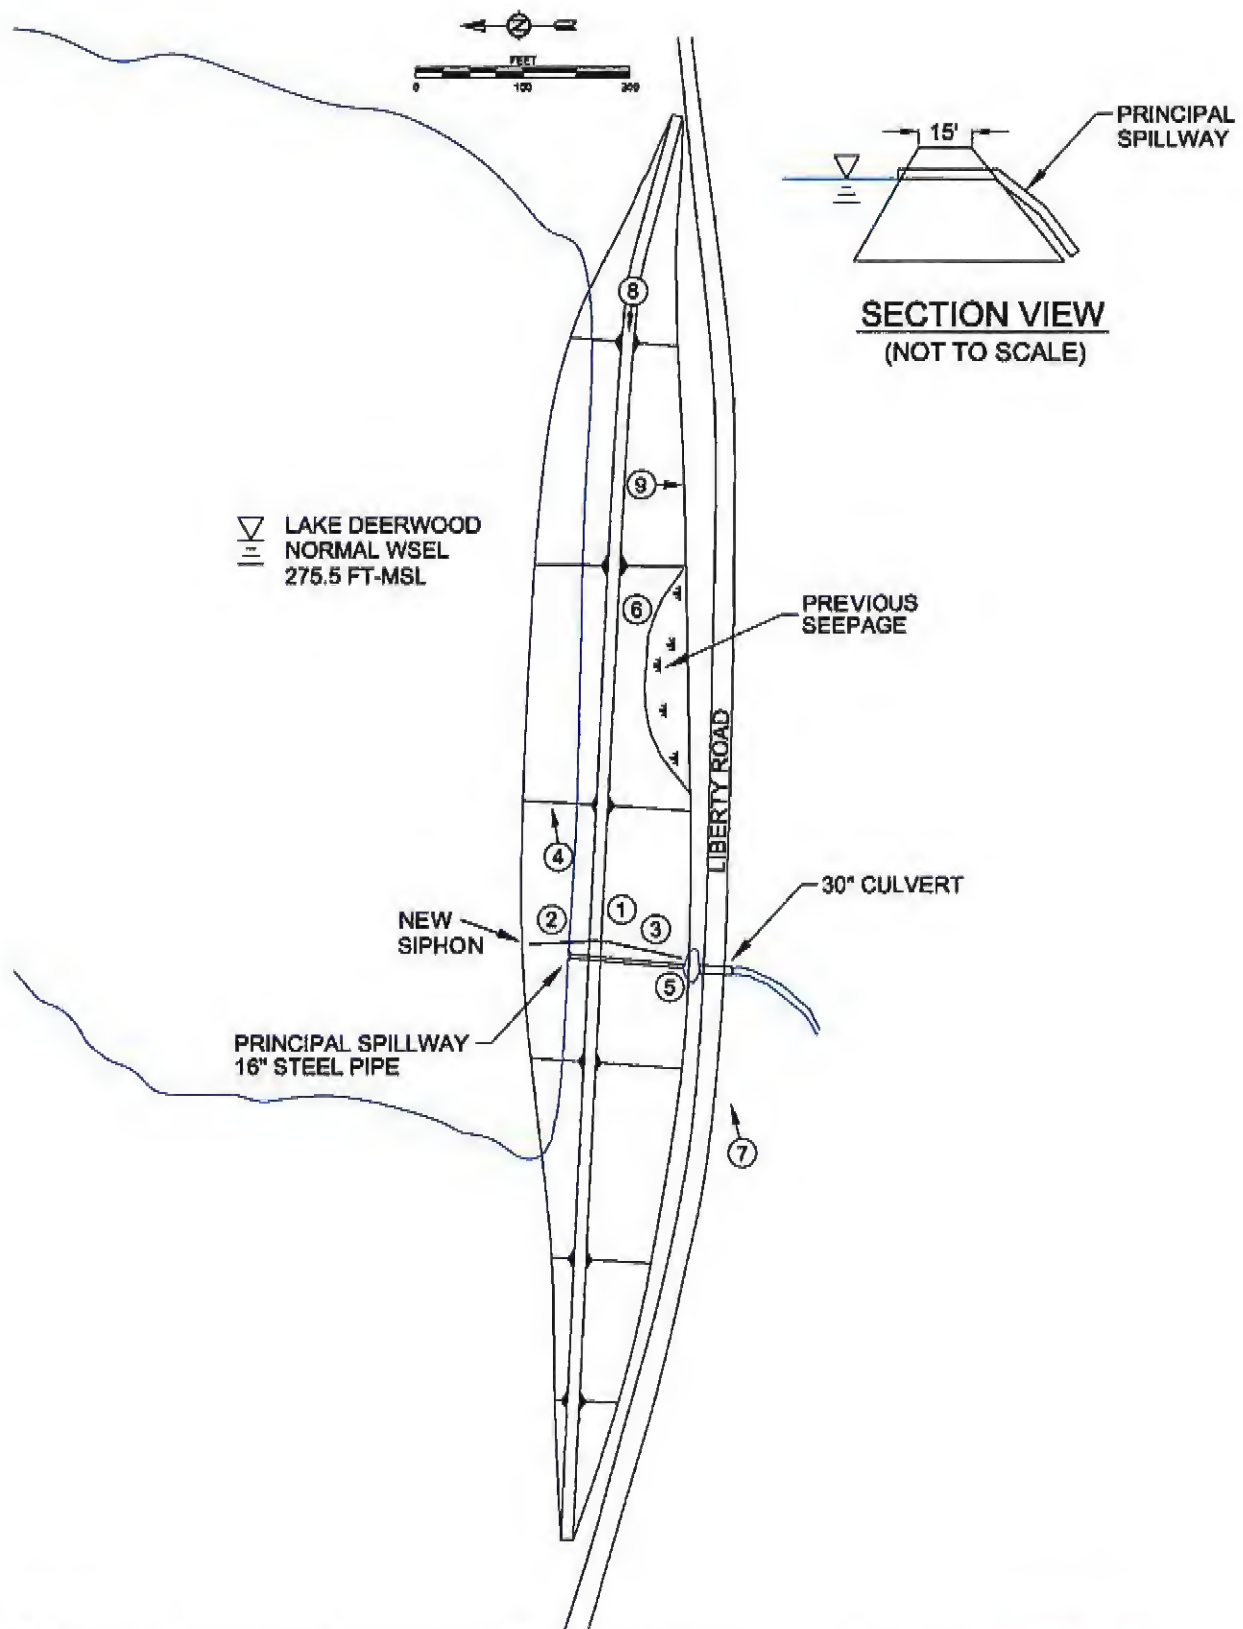 N
FEET
0 100 200
15'
PRINCIPAL
SPILLWAY
SECTION VIEW
(NOT TO SCALE)
8
9
LAKE DEERWOOD
NORMAL WSEL
275.5 FT-MSL
6
PREVIOUS
SEEPAGE
LIBERTY ROAD
4
30" CULVERT
1
2
3
NEW
SIPHON
5
PRINCIPAL SPILLWAY
16" STEEL PIPE
7